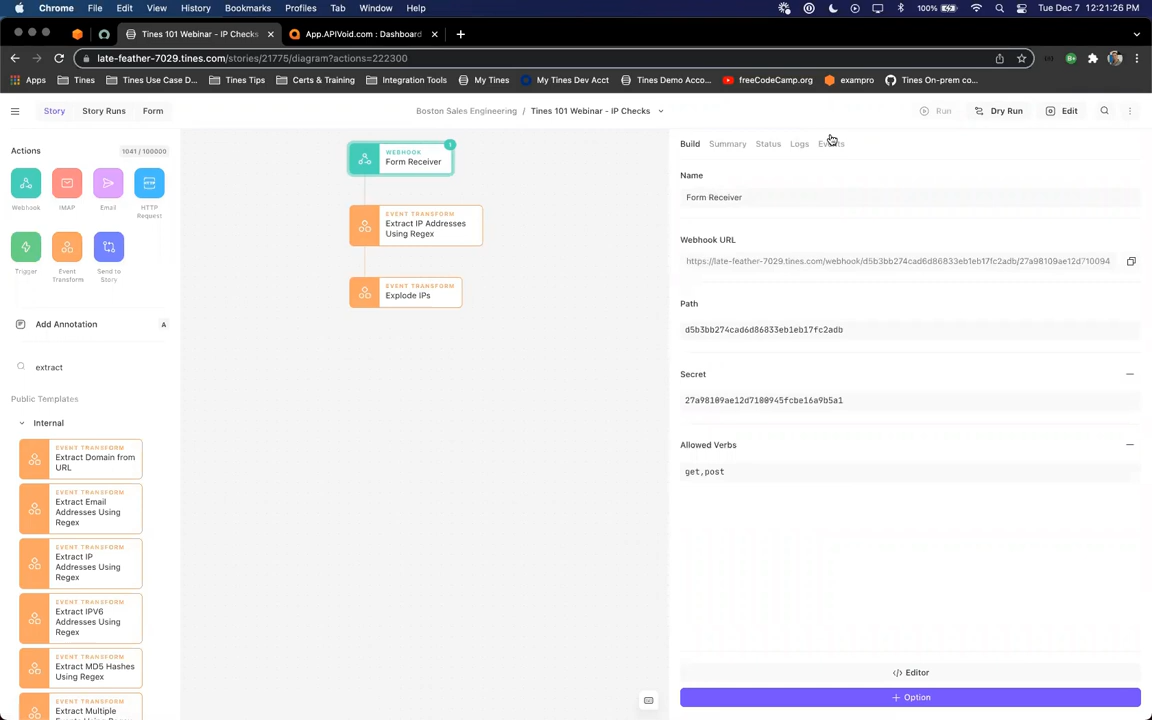 Chrome File Edit View History Bookmarks Profiles Tab Window Help 100% Tue Dec 7 12:21:26 PM
Tines 101 Webinar - IP Checks App.APIVoid.com : Dashboard
late-feather-7029.tines.com/stories/21775/diagram?actions=222300
Apps Tines Tines Use Case D... Tines Tips Certs & Training Integration Tools My Tines My Tines Dev Acct Tines Demo Acco... freeCodeCamp.org exampro Tines On-prem co...
Story Story Runs Form Boston Sales Engineering / Tines 101 Webinar - IP Checks Run Dry Run Edit
Actions 1041 / 100000
Webhook IMAP Email HTTP Request
Trigger Event Transform Send to Story
Add Annotation A
extract
Public Templates
Internal
EVENT TRANSFORM
Extract Domain from
URL
EVENT TRANSFORM
Extract Email
Addresses Using
Regex
EVENT TRANSFORM
Extract IP
Addresses Using
Regex
EVENT TRANSFORM
Extract IPV6
Addresses Using
Regex
EVENT TRANSFORM
Extract MD5 Hashes
Using Regex
EVENT TRANSFORM
Extract Multiple
WEBHOOK
Form Receiver
1
EVENT TRANSFORM
Extract IP Addresses
Using Regex
EVENT TRANSFORM
Explode IPs
Build Summary Status Logs Events
Name
Form Receiver
Webhook URL
https://late-feather-7029.tines.com/webhook/d5b3bb274cad6d86833eb1eb17fc2adb/27a98109ae12d710094
Path
d5b3bb274cad6d86833eb1eb17fc2adb
Secret
27a98109ae12d7100945fcbe16a9b5a1
Allowed Verbs
get,post
</> Editor
+ Option